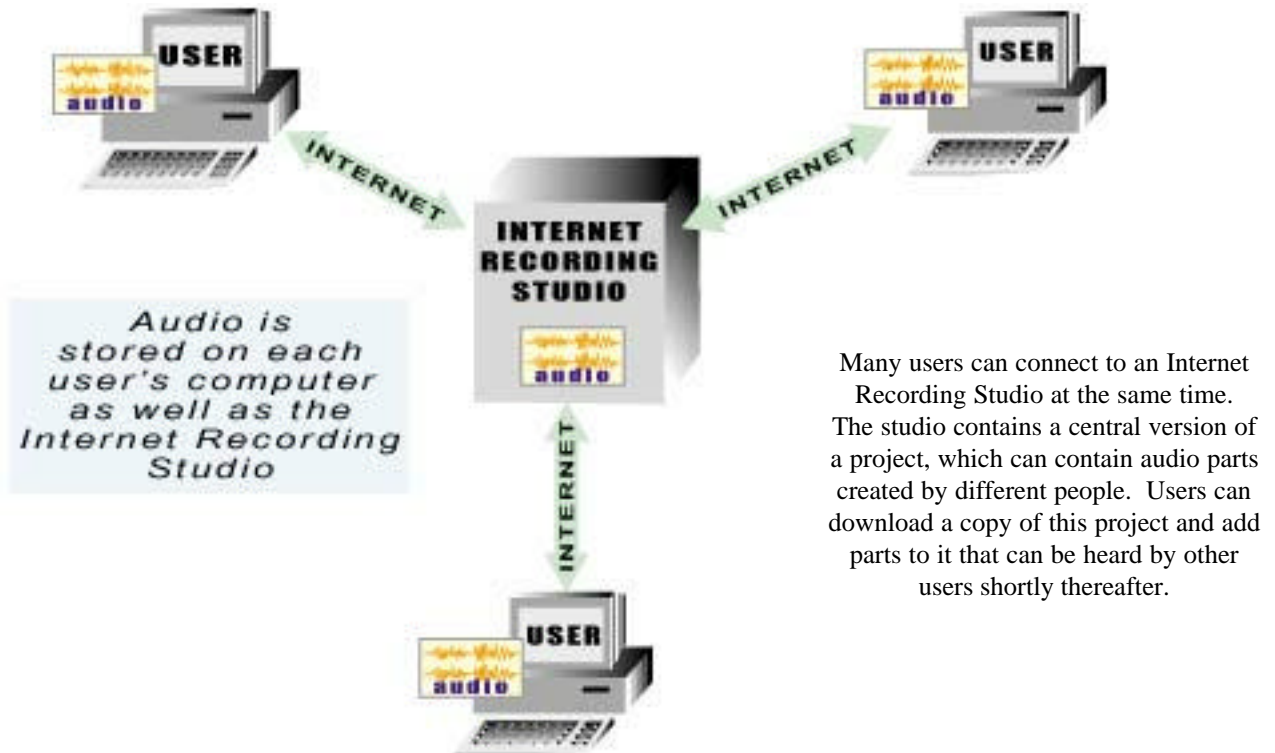 USER
audio
USER
audio
INTERNET
INTERNET
INTERNET
RECORDING
STUDIO
audio
Audio is
stored on each
user's computer
as well as the
Internet Recording
Studio
Many users can connect to an Internet
Recording Studio at the same time.
The studio contains a central version of
a project, which can contain audio parts
created by different people.  Users can
download a copy of this project and add
parts to it that can be heard by other
users shortly thereafter.
INTERNET
USER
audio